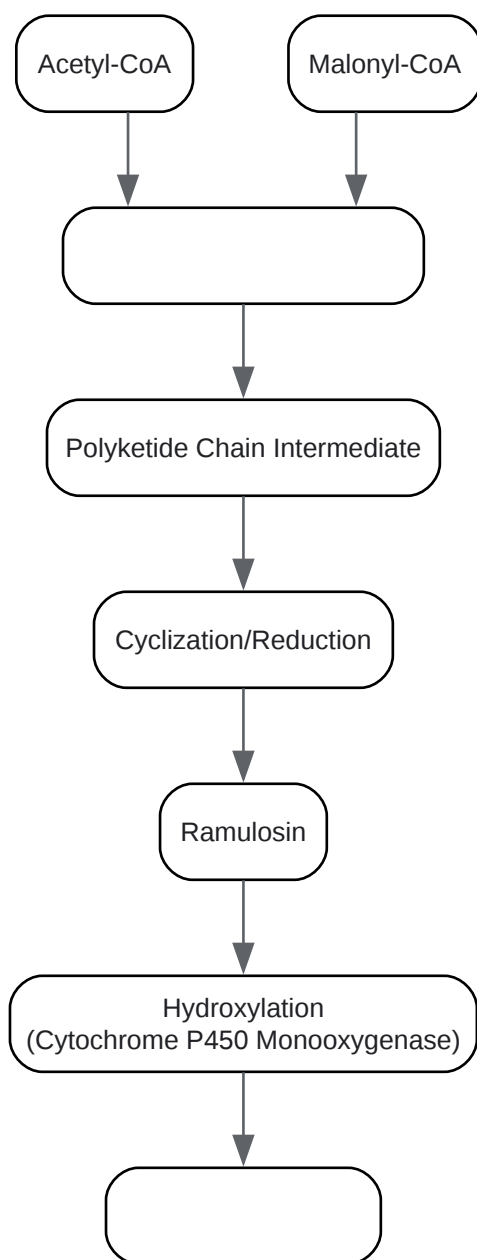 Acetyl-CoA
Malonyl-CoA
Polyketide Chain Intermediate
Cyclization/Reduction
Ramulosin
Hydroxylation
(Cytochrome P450 Monooxygenase)